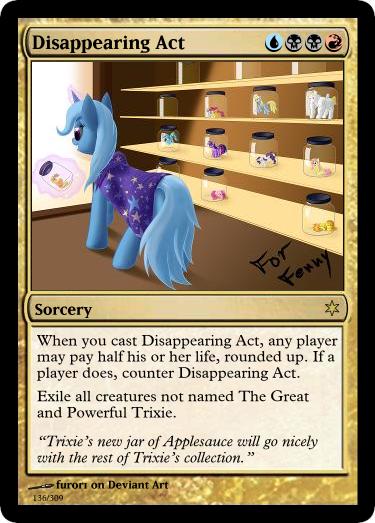 Disappearing Act
For
Fenny
Sorcery
When you cast Disappearing Act, any player
may pay half his or her life, rounded up. If a
player does, counter Disappearing Act.
Exile all creatures not named The Great
and Powerful Trixie.
“Trixie’s new jar of Applesauce will go nicely
with the rest of Trixie’s collection.”
furor1 on Deviant Art
136/309